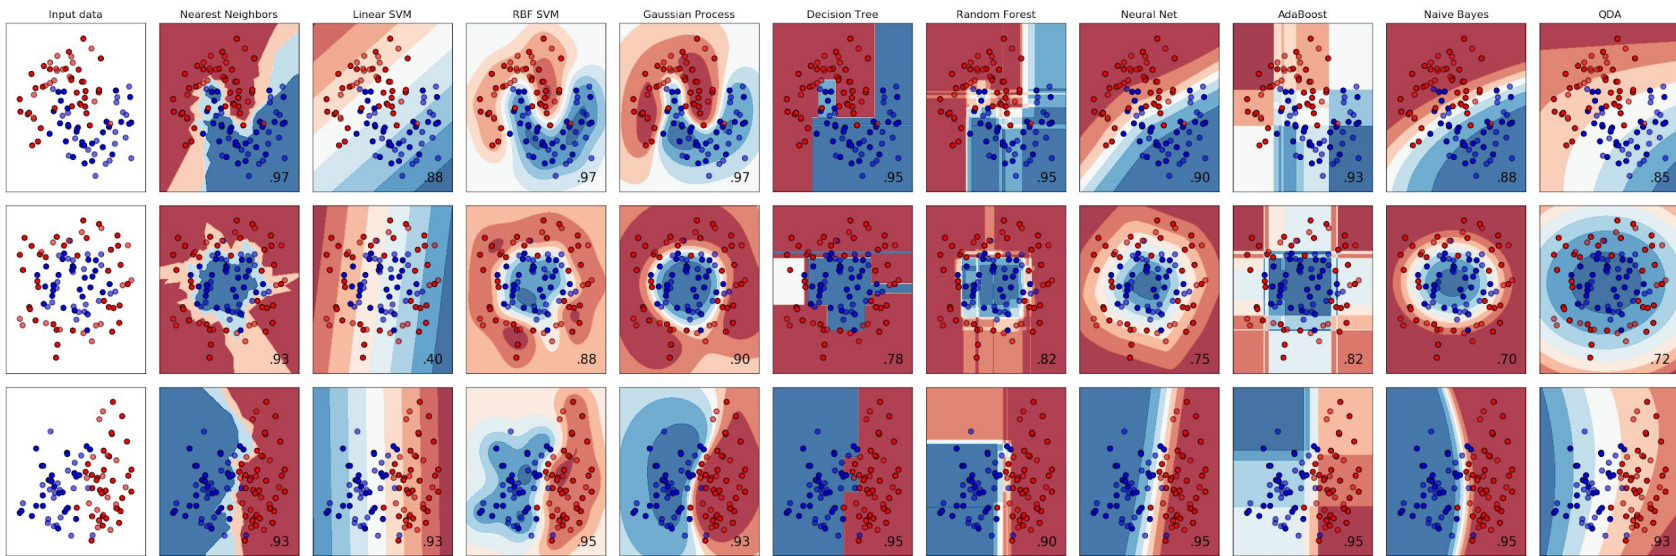 Input data
Nearest Neighbors
Linear SVM
RBF SVM
Gaussian Process
Decision Tree
Random Forest
Neural Net
AdaBoost
Naive Bayes
QDA
.97
.88
.97
.97
.95
.95
.90
.93
.88
.85
.93
.40
.88
.90
.78
.82
.75
.82
.70
.72
.93
.93
.95
.93
.95
.90
.95
.95
.95
.93